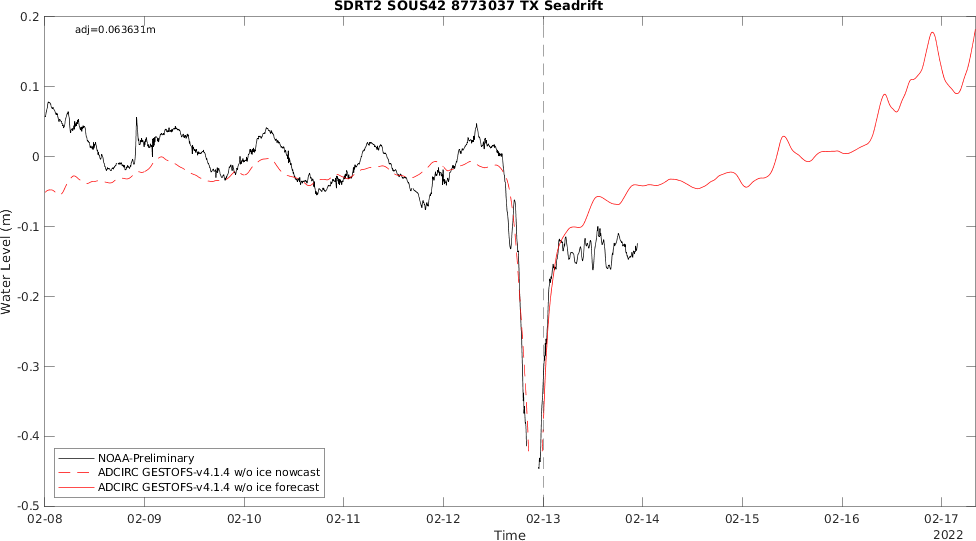 SDRT2 SOUS42 8773037 TX Seadrift
adj=0.063631m
0.2
0.1
0
-0.1
-0.2
-0.3
-0.4
-0.5
Water Level (m)
NOAA-Preliminary
ADCIRC GESTOFS-v4.1.4 w/o ice nowcast
ADCIRC GESTOFS-v4.1.4 w/o ice forecast
02-08 02-09 02-10 02-11 02-12 02-13 02-14 02-15 02-16 02-17
Time
2022